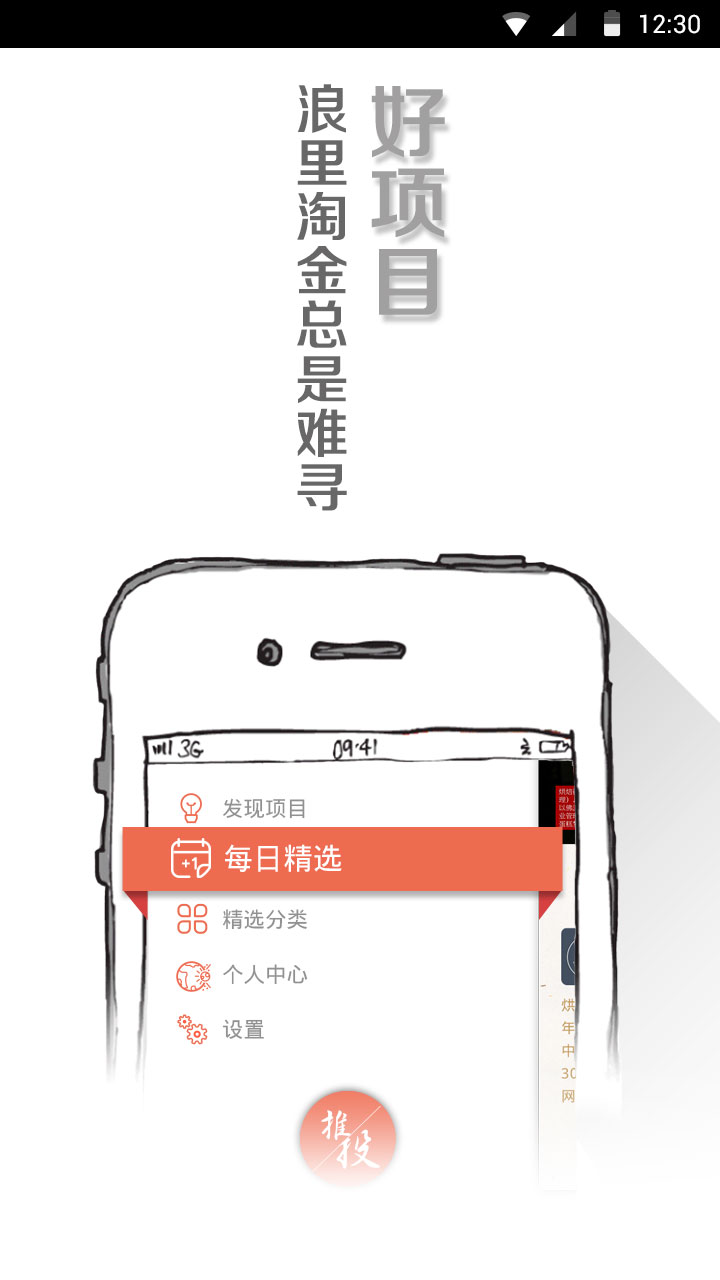 12:30
好项目
浪里淘金总是难寻
3G 09:41
发现项目
+1 每日精选
精选分类
个人中心
设置
烘
年
中
30
网
推投